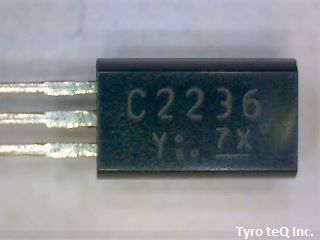 C2236
Y 7X
Tyro teQ Inc.